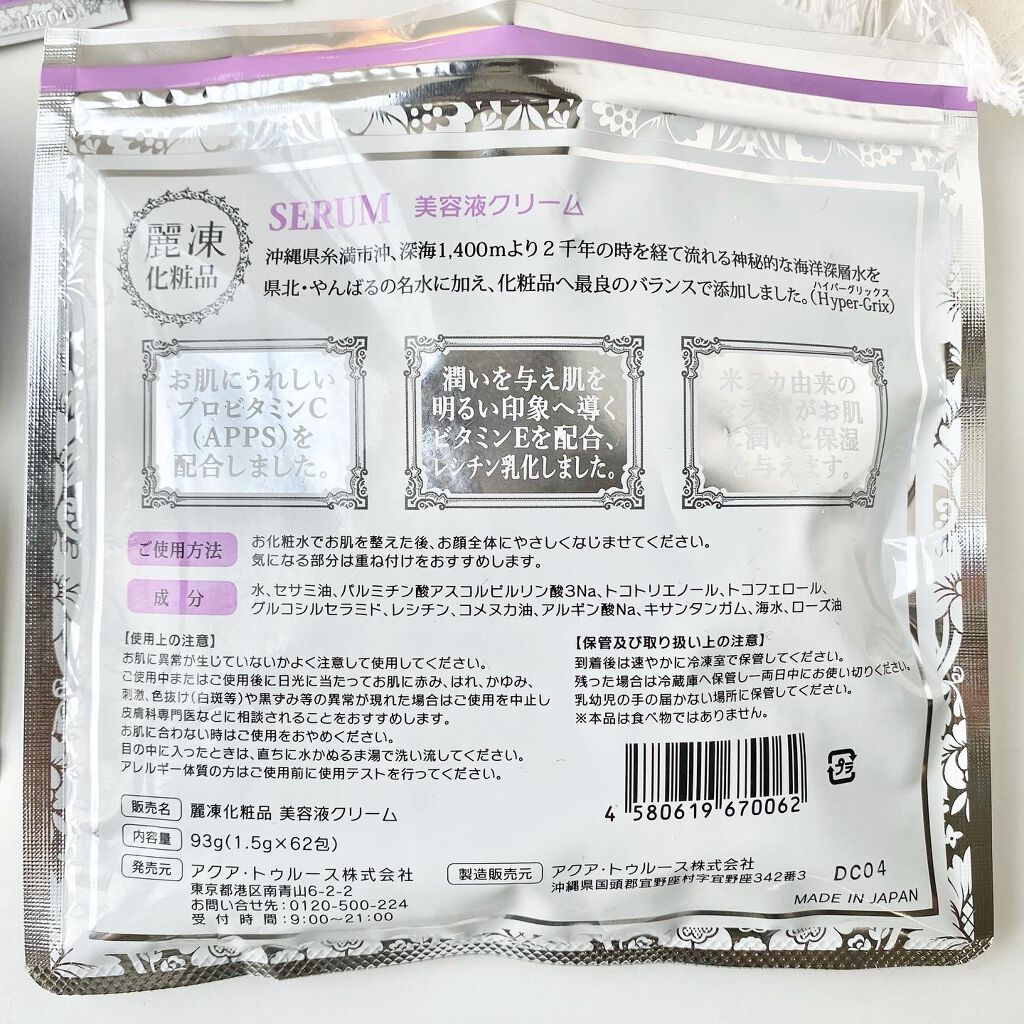 麗凍
化粧品
SERUM 美容液クリーム
沖縄県糸満市沖、深海1,400mより2千年の時を経て流れる神秘的な海洋深層水を
県北・やんばるの名水に加え、化粧品へ最良のバランスで添加しました。(Hyper-Grix)
ハイパーグリックス
お肌にうれしい
プロビタミンC
(APPS)を
配合しました。
潤いを与え肌を
明るい印象へ導く
ビタミンEを配合、
レシチン乳化しました。
米ヌカ由来の
がお肌
に潤いと保湿
を与えます。
ご使用方法
お化粧水でお肌を整えた後、お顔全体にやさしくなじませてください。
気になる部分は重ね付けをおすすめします。
成分
水、セサミ油、パルミチン酸アスコルビルリン酸3Na、トコトリエノール、トコフェロール、
グルコシルセラミド、レシチン、コメヌカ油、アルギン酸Na、キサンタンガム、海水、ローズ油
【使用上の注意】
お肌に異常が生じていないかよく注意して使用してください。
ご使用中またはご使用後に日光に当たってお肌に赤み、はれ、かゆみ、
刺激、色抜け(白斑等)や黒ずみ等の異常が現れた場合はご使用を中止し
皮膚科専門医などに相談されることをおすすめします。
お肌に合わない時はご使用をおやめください。
目の中に入ったときは、直ちに水かぬるま湯で洗い流してください。
アレルギー体質の方はご使用前に使用テストを行ってください。
【保管及び取り扱い上の注意】
到着後は速やかに冷凍室で保管してください。
残った場合は冷蔵庫へ保管し一両日中にお使い切りください。
乳幼児の手の届かない場所に保管してください。
※本品は食べ物ではありません。
4 580619 670062
プラ
販売名 麗凍化粧品 美容液クリーム
内容量 93g(1.5g×62包)
発売元 アクア・トゥルース株式会社
東京都港区南青山6-2-2
お問い合せ先:0120-500-224
受付時間:9:00~21:00
製造販売元 アクア・トゥルース株式会社
沖縄県国頭郡宜野座村字宜野座342番3
DC04
MADE IN JAPAN